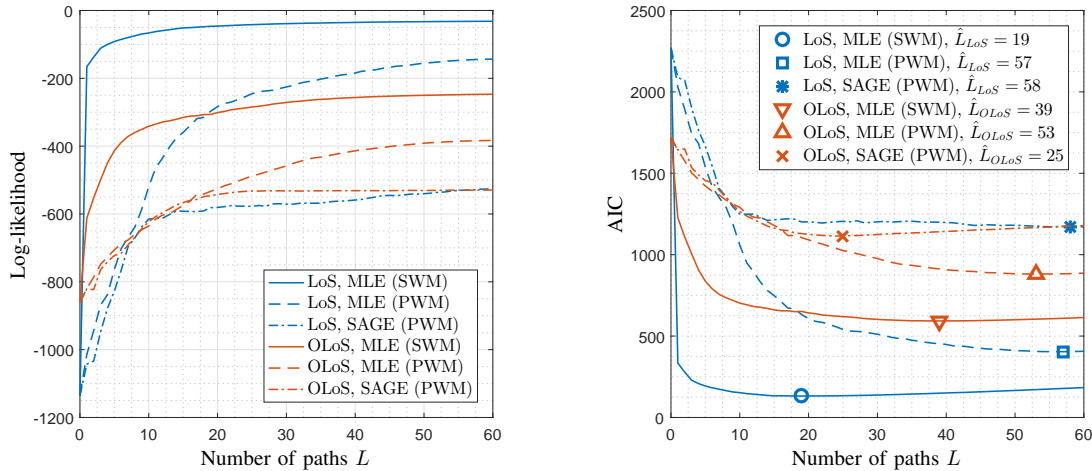 0
-200
-400
-600
-800
-1000
-1200
Log-likelihood
0 10 20 30 40 50 60
Number of paths L
LoS, MLE (SWM)
LoS, MLE (PWM)
LoS, SAGE (PWM)
OLoS, MLE (SWM)
OLoS, MLE (PWM)
OLoS, SAGE (PWM)
2500
2000
1500
1000
500
0
AIC
0 10 20 30 40 50 60
Number of paths L
LoS, MLE (SWM), L̂_LoS = 19
LoS, MLE (PWM), L̂_LoS = 57
LoS, SAGE (PWM), L̂_LoS = 58
OLoS, MLE (SWM), L̂_OLoS = 39
OLoS, MLE (PWM), L̂_OLoS = 53
OLoS, SAGE (PWM), L̂_OLoS = 25